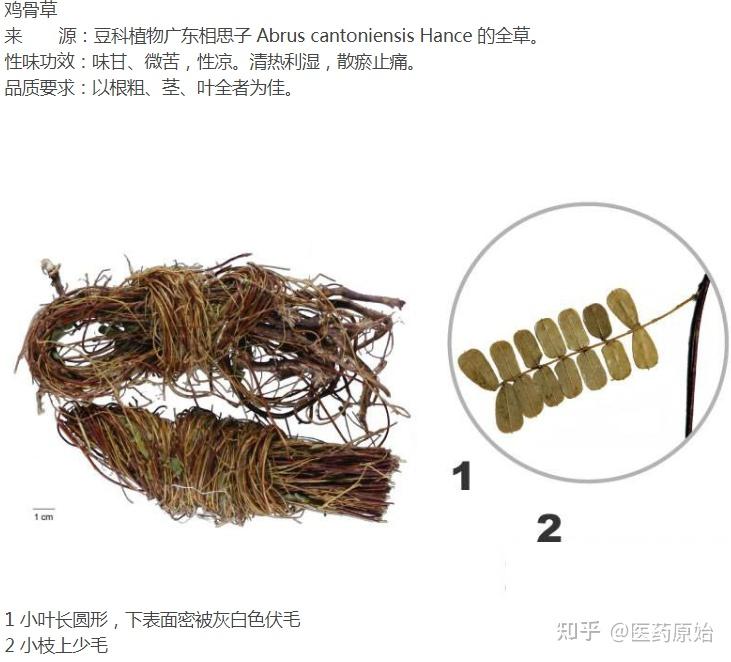 鸡骨草
来 源：豆科植物广东相思子 Abrus cantoniensis Hance 的全草。
性味功效：味甘、微苦，性凉。清热利湿，散瘀止痛。
品质要求：以根粗、茎、叶全者为佳。
1
2
1 cm
1 小叶长圆形，下表面密被灰白色伏毛
2 小枝上少毛
知乎 @医药原始